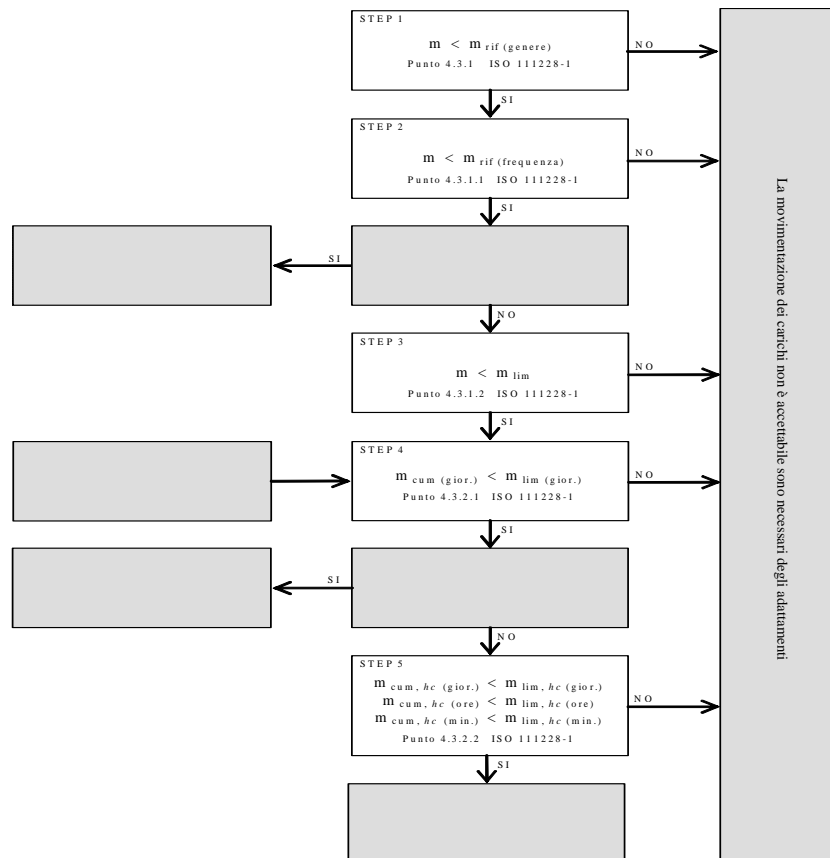 STEP 1
m < m rif (genere)
Punto 4.3.1 ISO 111228-1
NO
SI
STEP 2
m < m rif (frequenza)
Punto 4.3.1.1 ISO 111228-1
NO
SI
SI
NO
STEP 3
m < m lim
Punto 4.3.1.2 ISO 111228-1
NO
SI
STEP 4
m cum (gior.) < m lim (gior.)
Punto 4.3.2.1 ISO 111228-1
NO
SI
SI
NO
STEP 5
m cum, hc (gior.) < m lim, hc (gior.)
m cum, hc (ore) < m lim, hc (ore)
m cum, hc (min.) < m lim, hc (min.)
Punto 4.3.2.2 ISO 111228-1
NO
SI
La movimentazione dei carichi non è accettabile sono necessari degli adattamenti